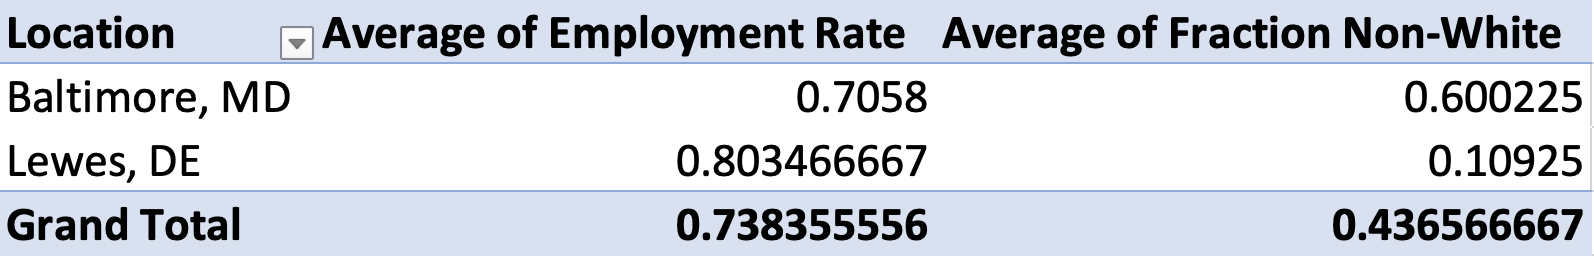 Location Average of Employment Rate Average of Fraction Non-White
Baltimore, MD 0.7058 0.600225
Lewes, DE 0.803466667 0.10925
Grand Total 0.738355556 0.436566667